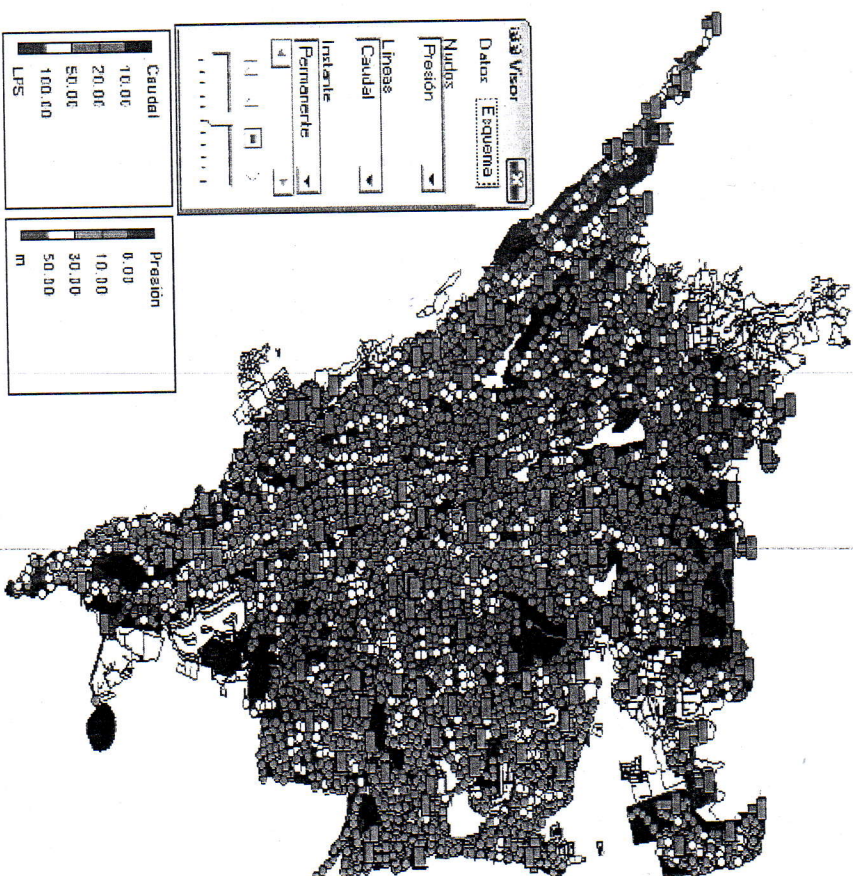 Visor
Datos Esquema
Nudos
Presión
Líneas
Caudal
Instante
Permanente
Caudal
10.00
20.00
50.00
100.00
LPS
Presión
0.00
10.00
30.00
50.00
m